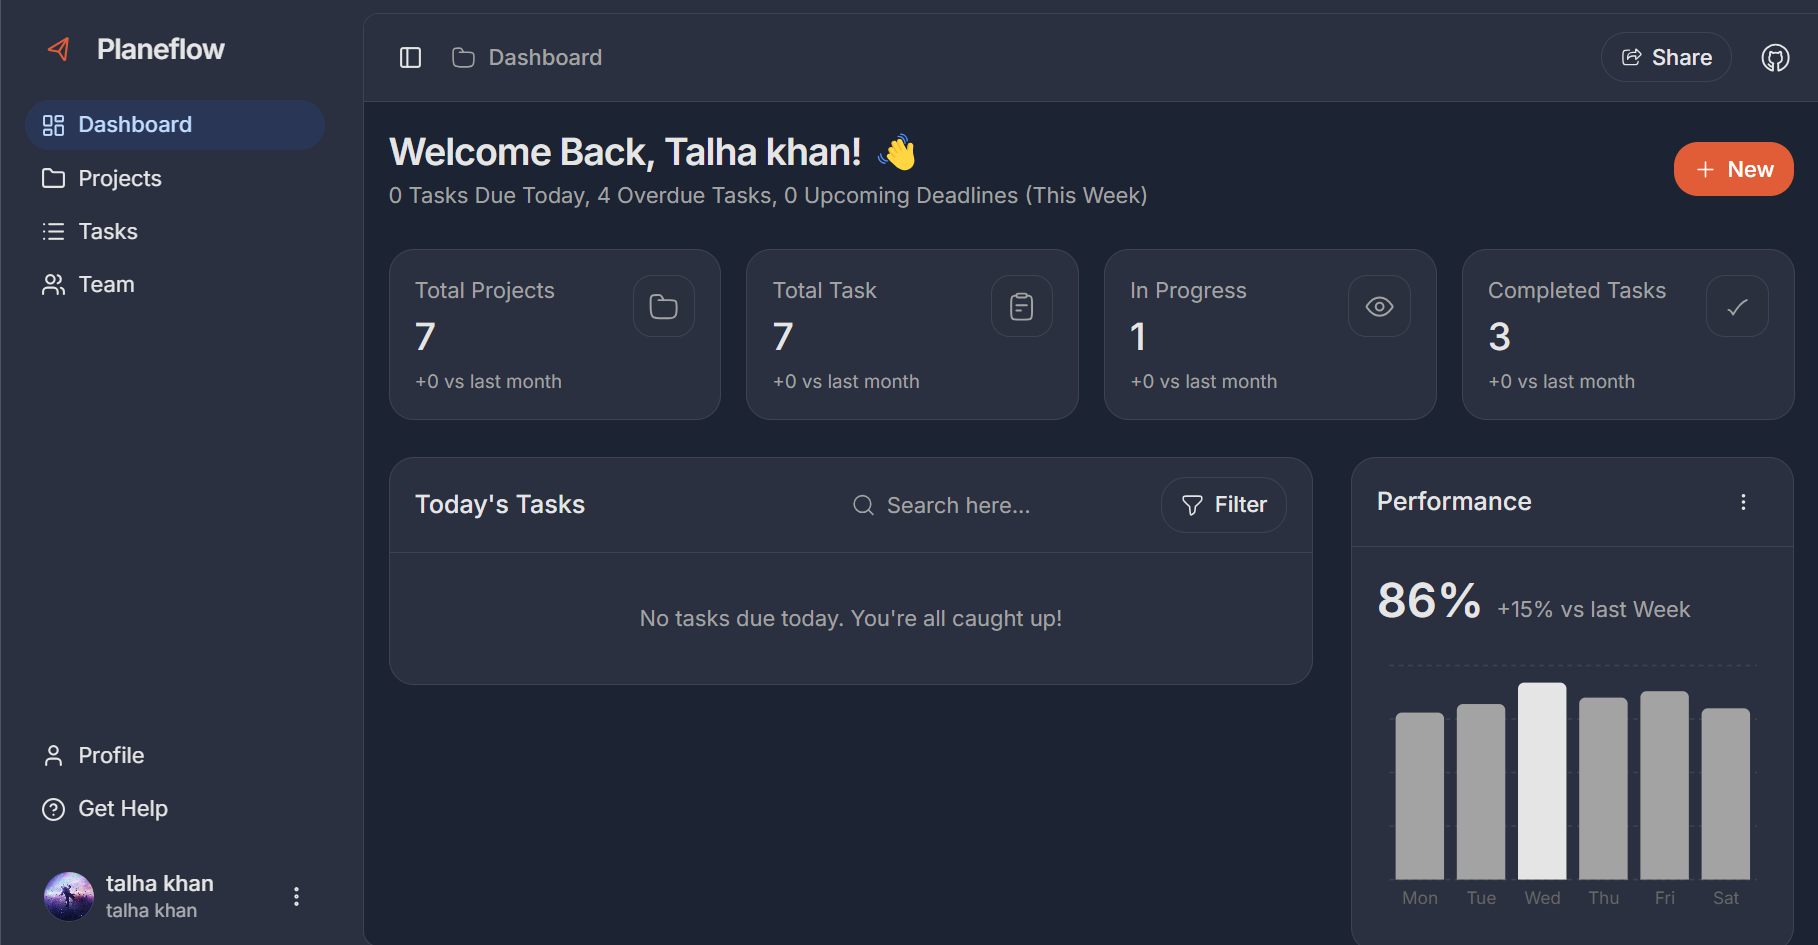 Planeflow
Dashboard
Projects
Tasks
Team
Profile
Get Help
talha khan
talha khan
Dashboard
Share
Welcome Back, Talha khan! 👋
0 Tasks Due Today, 4 Overdue Tasks, 0 Upcoming Deadlines (This Week)
+ New
Total Projects
7
+0 vs last month
Total Task
7
+0 vs last month
In Progress
1
+0 vs last month
Completed Tasks
3
+0 vs last month
Today's Tasks
Search here...
Filter
No tasks due today. You're all caught up!
Performance
86% +15% vs last Week
Mon Tue Wed Thu Fri Sat